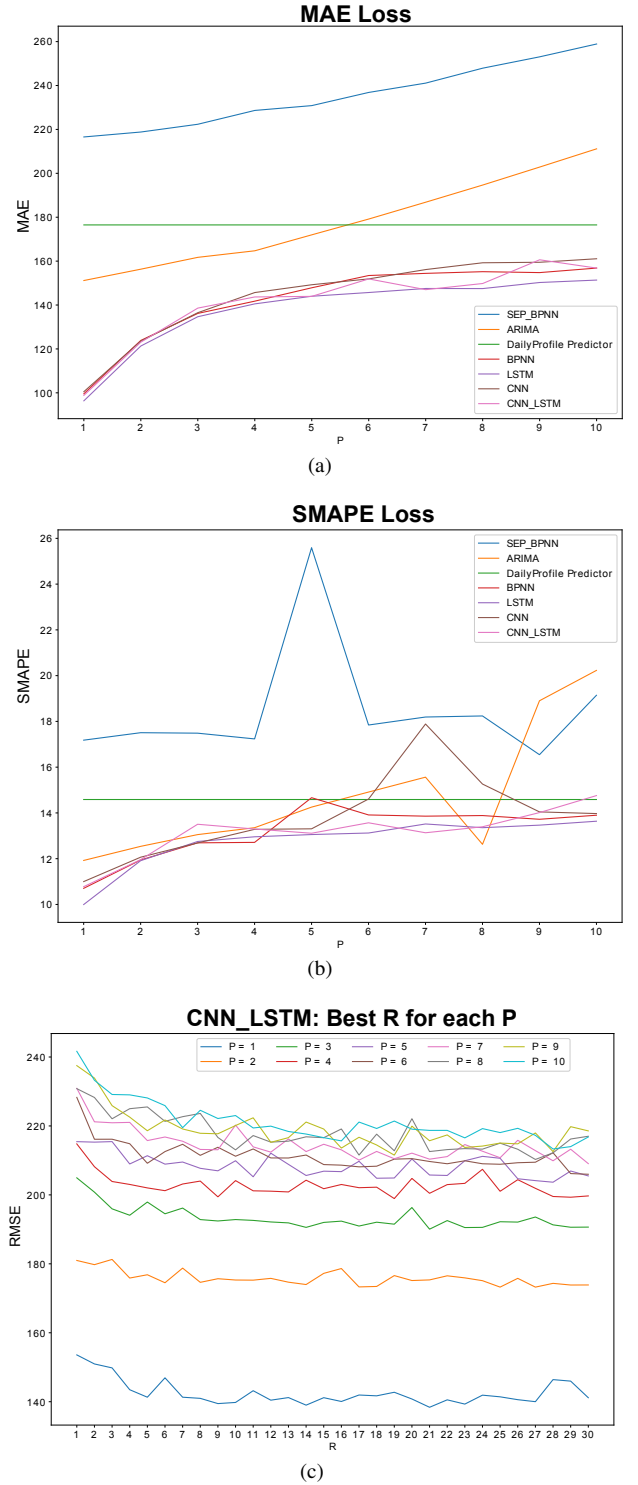 MAE Loss
260
240
220
200
180
160
140
120
100
MAE
1 2 3 4 5 6 7 8 9 10
P
SEP_BPNN
ARIMA
DailyProfile Predictor
BPNN
LSTM
CNN
CNN_LSTM
(a)
SMAPE Loss
26
24
22
20
18
16
14
12
10
SMAPE
1 2 3 4 5 6 7 8 9 10
P
SEP_BPNN
ARIMA
DailyProfile Predictor
BPNN
LSTM
CNN
CNN_LSTM
(b)
CNN_LSTM: Best R for each P
P = 1 P = 3 P = 5 P = 7 P = 9
P = 2 P = 4 P = 6 P = 8 P = 10
240
220
200
180
160
140
RMSE
1 2 3 4 5 6 7 8 9 10 11 12 13 14 15 16 17 18 19 20 21 22 23 24 25 26 27 28 29 30
R
(c)